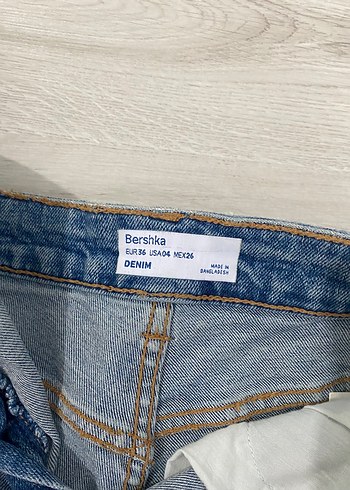 Bershka
EUR36 USA04 MEX26
DENIM
MADE IN
BANGLADESH